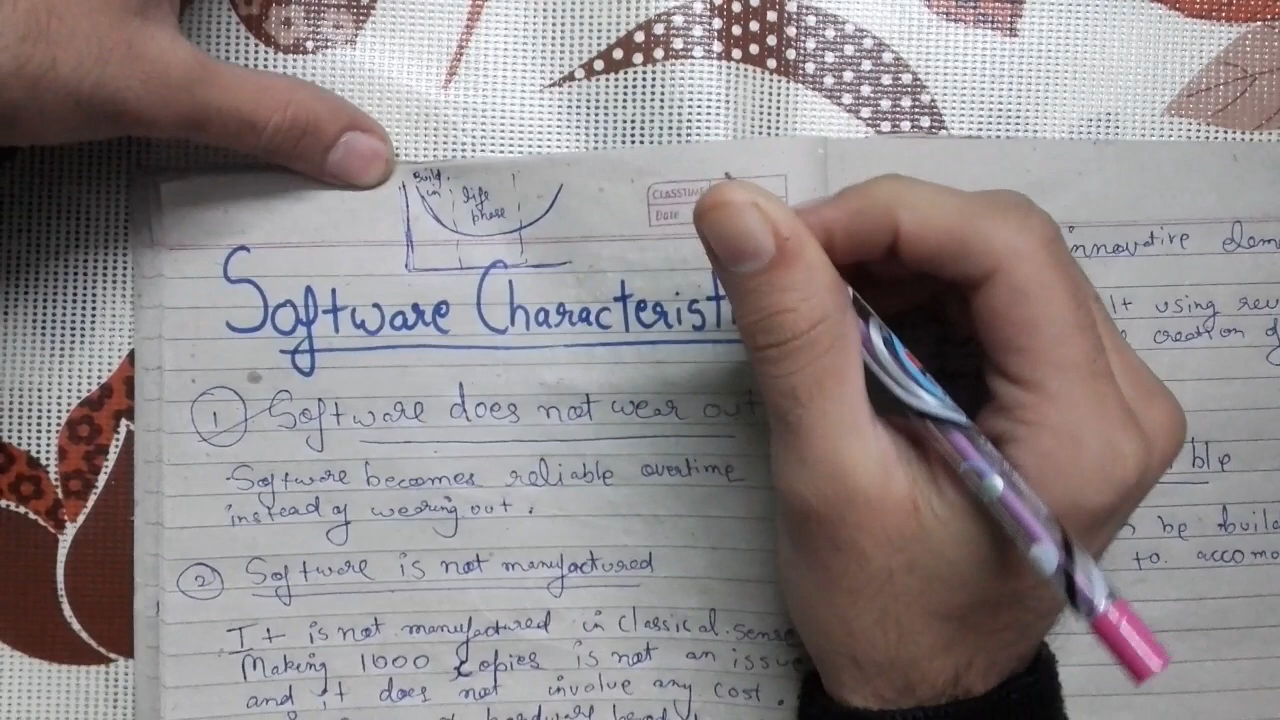 Build.
in
life
phase
CLASSTIME
Date
Software Characterist
① Software does not wear out
Software becomes reliable overtime
instead of wearing out.
② Software is not manufactured
It is not manufactured in classical sense
Making 1000 copies is not an issue
and it does not involve any cost.
innovative dem
lt using reu
creation of
ble
be build
to. accomo